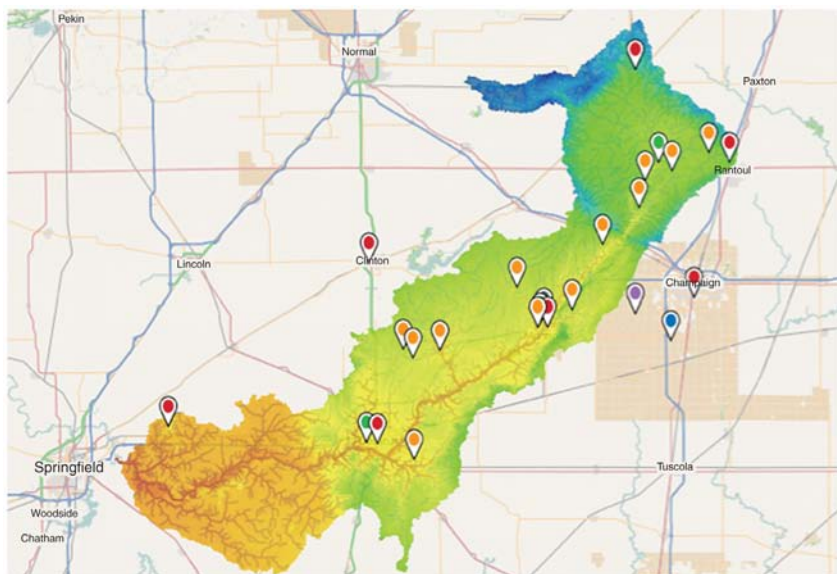 Pekin
Normal
Paxton
Rantoul
Clinton
Lincoln
Champaign
Springfield
Tuscola
Woodside
Chatham